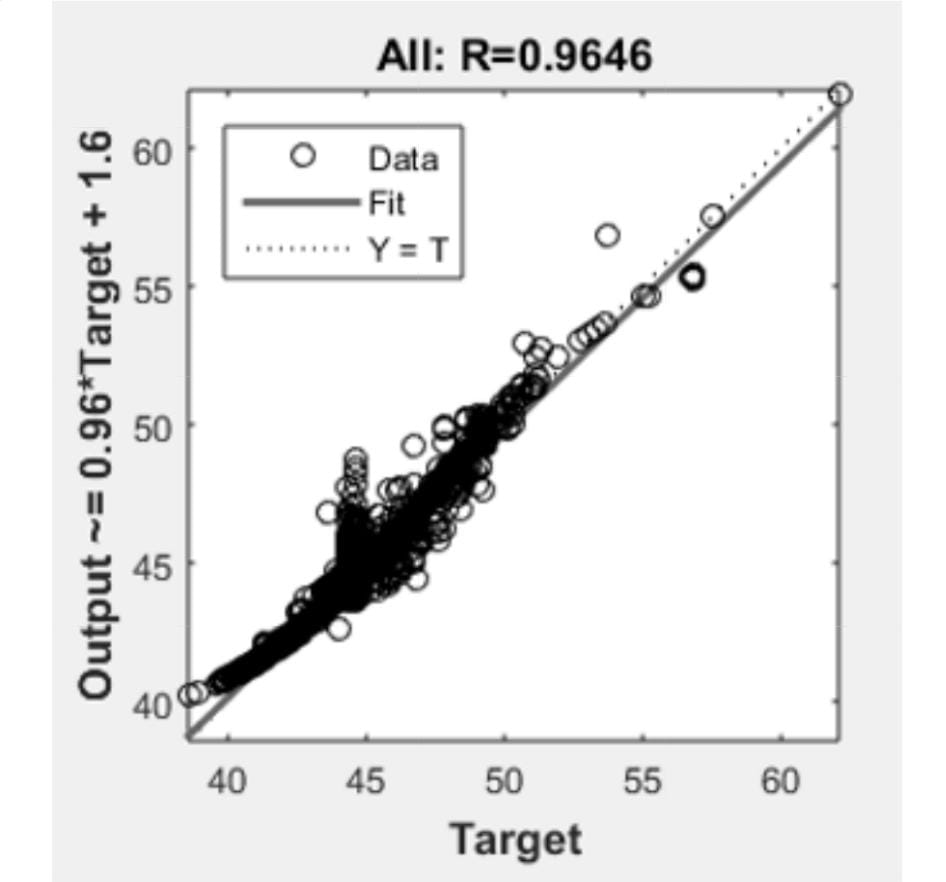 All: R=0.9646
Output ~= 0.96*Target + 1.6
60
55
50
45
40
Data
Fit
Y = T
40 45 50 55 60
Target